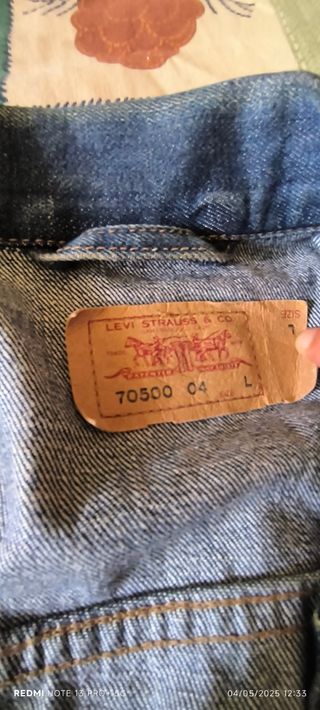 LEVI STRAUSS & CO.
70500 04 L
SIZE
L
REDMI NOTE 13 PRO+ 5G
04/05/2025 12:33